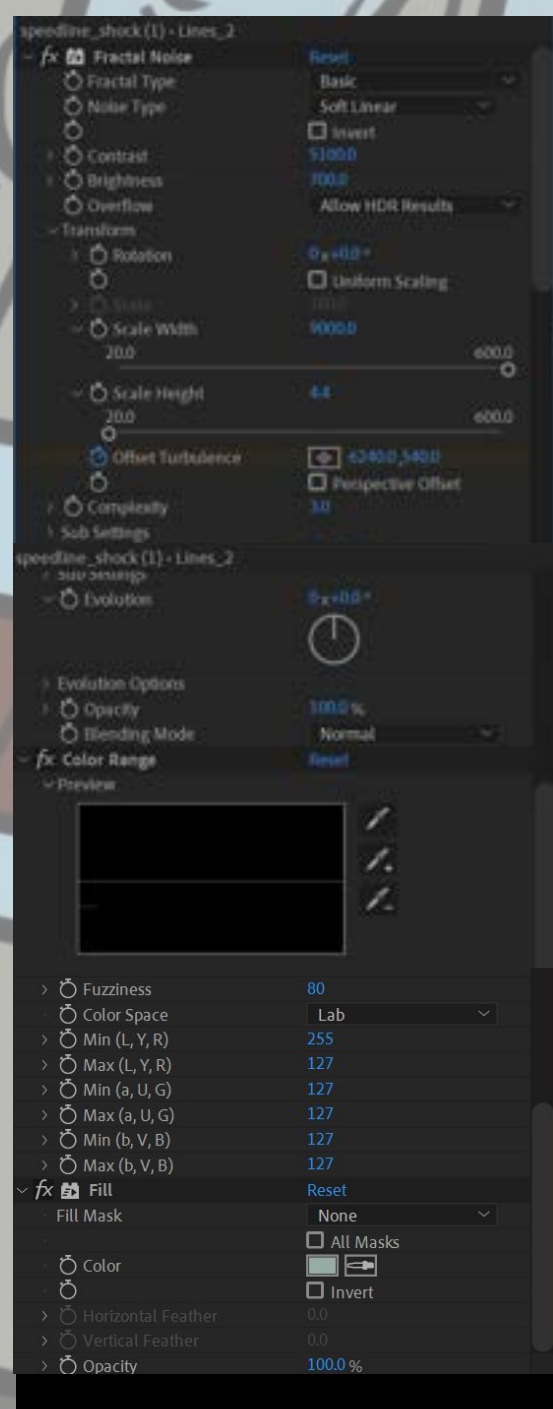 speedline_shock (1) • Lines_2
fx Fractal Noise Reset
Fractal Type Basic
Noise Type Soft Linear
Invert
Contrast 5100.0
Brightness 700.0
Overflow Allow HDR Results
Transform
Rotation 0x+0.0°
Uniform Scaling
Scale 100.0
Scale Width 9000.0
20.0 600.0
Scale Height 4.4
20.0 600.0
Offset Turbulence -6240.0,540.0
Perspective Offset
Complexity 3.0
Sub Settings
speedline_shock (1) • Lines_2
Sub Settings
Evolution 0x+0.0°
Evolution Options
Opacity 100.0 %
Blending Mode Normal
fx Color Range Reset
Preview
Fuzziness 80
Color Space Lab
Min (L, Y, R) 255
Max (L, Y, R) 127
Min (a, U, G) 127
Max (a, U, G) 127
Min (b, V, B) 127
Max (b, V, B) 127
fx Fill Reset
Fill Mask None
All Masks
Color
Invert
Horizontal Feather 0.0
Vertical Feather 0.0
Opacity 100.0 %